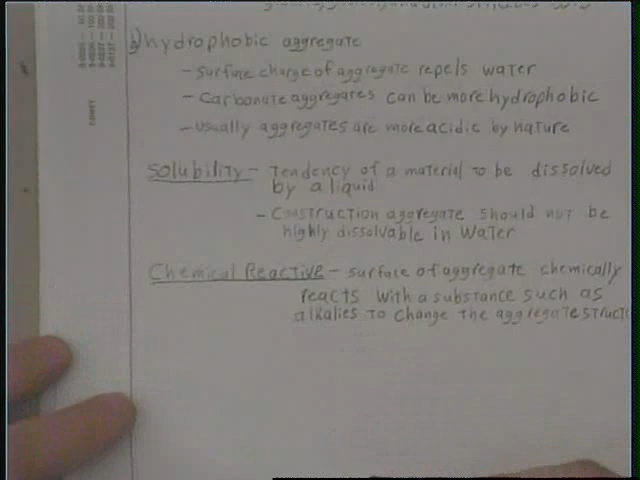 2) hydrophobic aggregate
- surface charge of aggregate repels water
- Carbonate aggregates can be more hydrophobic
- usually aggregates are more acidic by nature
Solubility - Tendency of a material to be dissolved
by a liquid
- Construction aggregate should not be
highly dissolvable in water
Chemical Reactive - surface of aggregate chemically
reacts with a substance such as
alkalies to change the aggregate struct